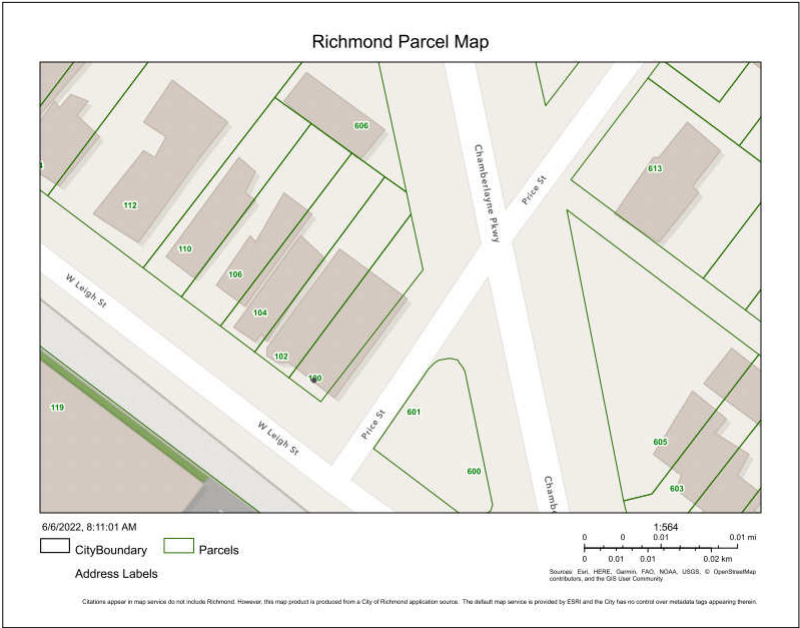 Richmond Parcel Map
606
Chamberlayne Pkwy
Price St
613
4
112
110
W Leigh St
106
104
102
100
119
601
Price St
W Leigh St
605
600
603
Chambe
6/6/2022, 8:11:01 AM
1:564
0 0 0.01 0.01 mi
0 0.01 0.01 0.02 km
CityBoundary Parcels
Address Labels
Sources: Esri, HERE, Garmin, FAO, NOAA, USGS, © OpenStreetMap
contributors, and the GIS User Community
Citations appear in map service do not include Richmond. However, this map product is produced from a City of Richmond application source. The default map service is provided by ESRI and the City has no control over metadata tags appearing therein.